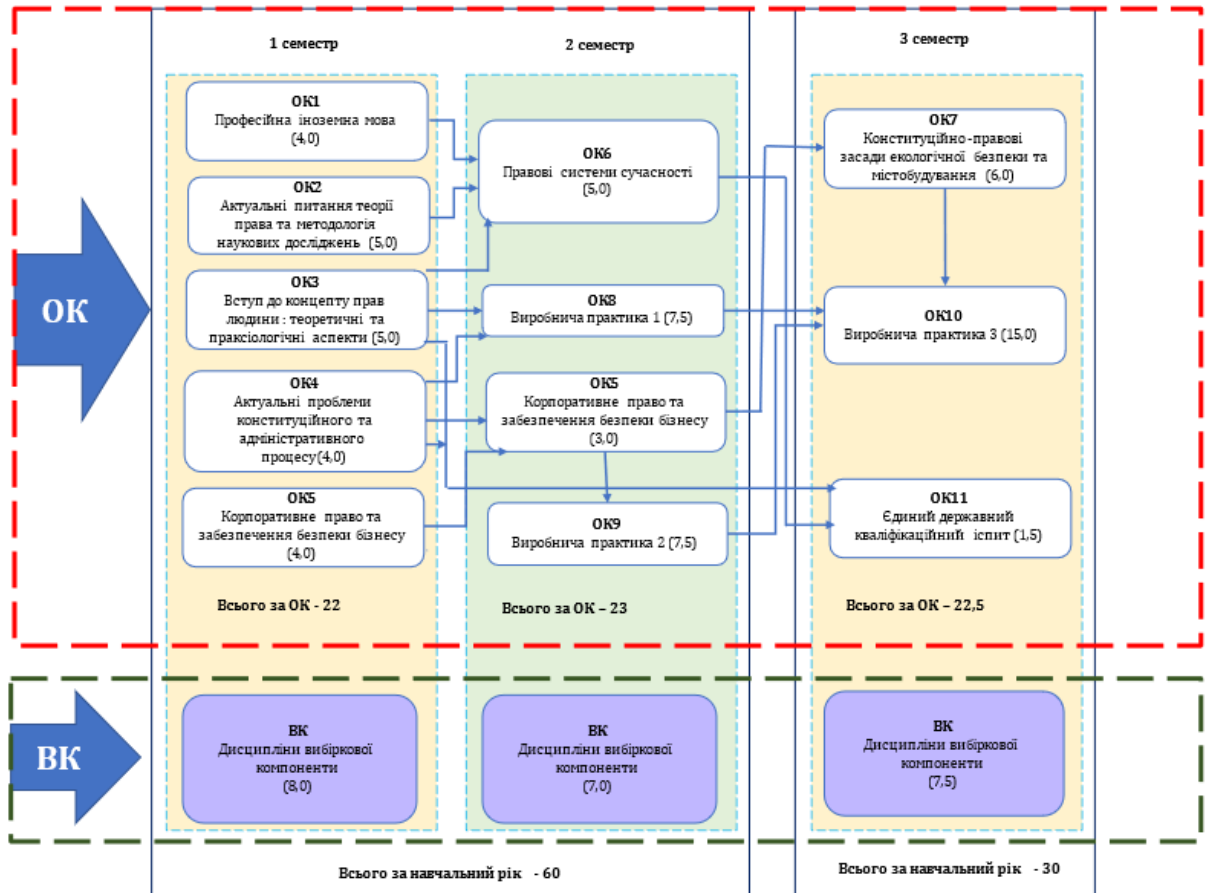 1 семестр
2 семестр
3 семестр
ОК
ОК1
Професійна іноземна мова
(4,0)
ОК2
Актуальні питання теорії
права та методологія
наукових досліджень (5,0)
ОК3
Вступ до концепту прав
людини : теоретичні та
праксіологічні аспекти (5,0)
ОК4
Актуальні проблеми
конституційного та
адміністративного
процесу(4,0)
ОК5
Корпоративне право та
забезпечення безпеки бізнесу
(4,0)
Всього за ОК - 22
ОК6
Правові системи сучасності
(5,0)
ОК8
Виробнича практика 1 (7,5)
ОК5
Корпоративне право та
забезпечення безпеки бізнесу
(3,0)
ОК9
Виробнича практика 2 (7,5)
Всього за ОК – 23
ОК7
Конституційно-правові
засади екологічної безпеки та
містобудування (6,0)
ОК10
Виробнича практика 3 (15,0)
ОК11
Єдиний державний
кваліфікаційний іспит (1,5)
Всього за ОК – 22,5
ВК
ВК
Дисципліни вибіркової
компоненти
(8,0)
ВК
Дисципліни вибіркової
компоненти
(7,0)
ВК
Дисципліни вибіркової
компоненти
(7,5)
Всього за навчальний рік - 60
Всього за навчальний рік - 30